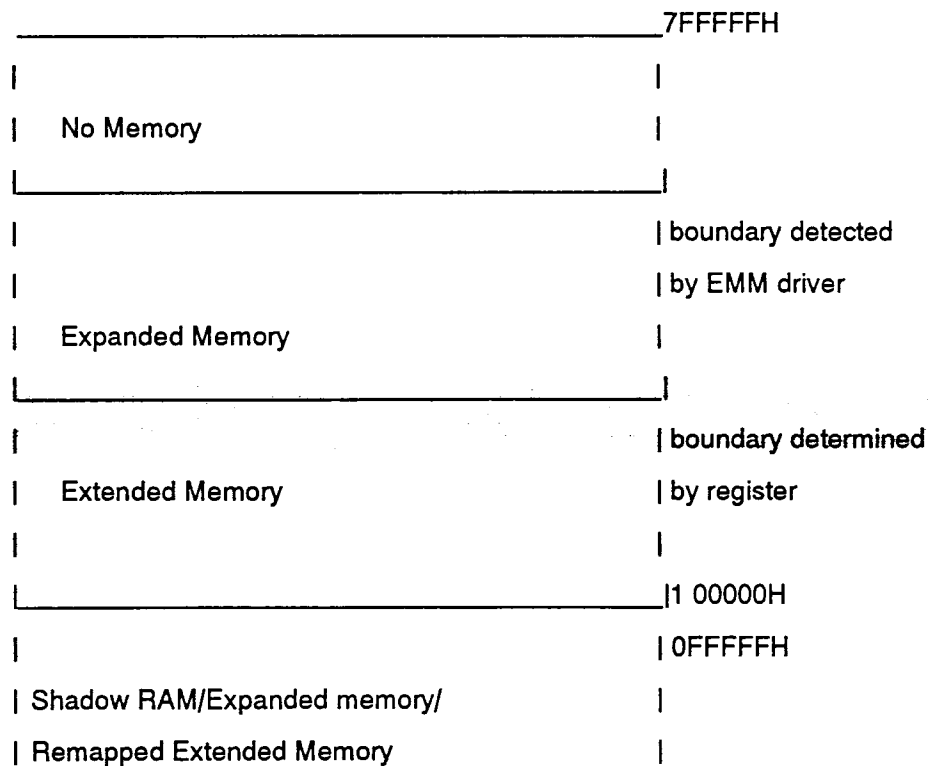 7FFFFFH
No Memory
boundary detected
by EMM driver
Expanded Memory
boundary determined
Extended Memory by register
1 00000H
0FFFFFH
Shadow RAM/Expanded memory/
Remapped Extended Memory